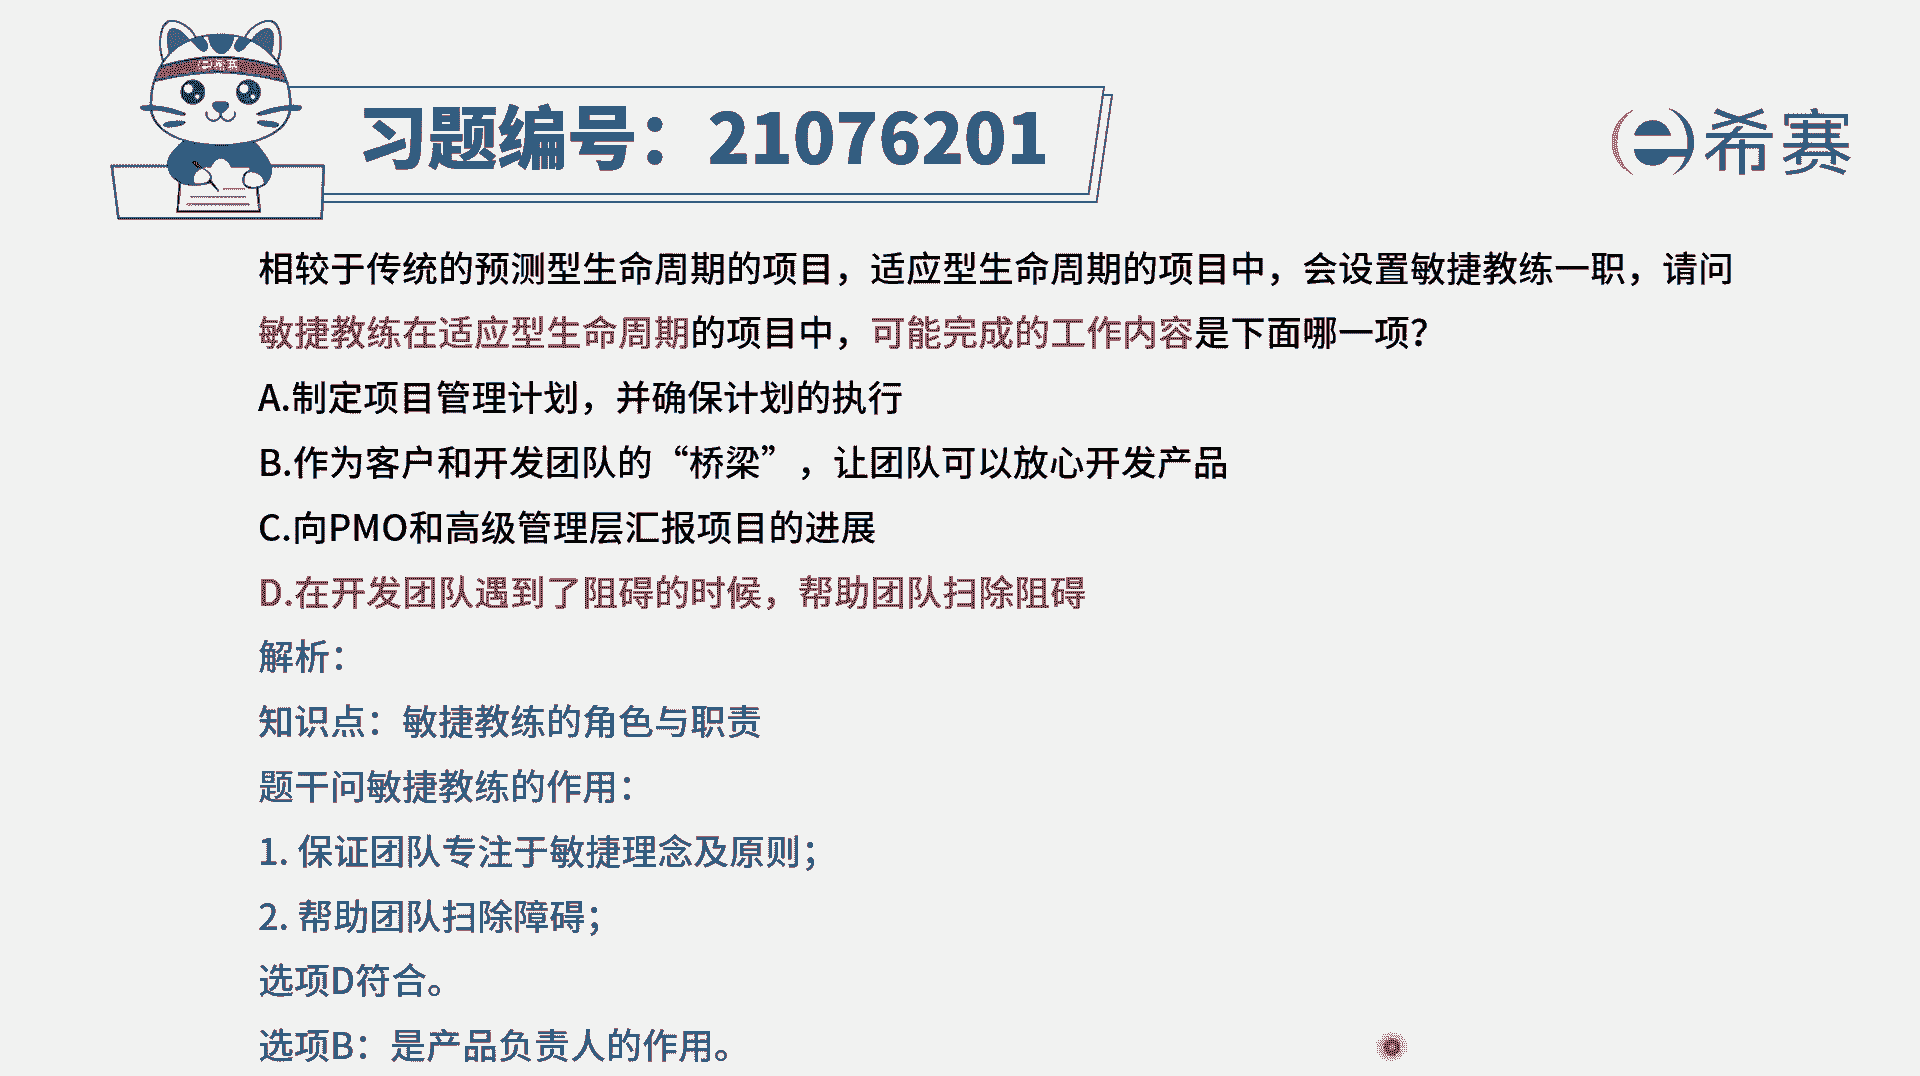 习题编号：21076201
希赛
相较于传统的预测型生命周期的项目，适应型生命周期的项目中，会设置敏捷教练一职，请问
敏捷教练在适应型生命周期的项目中，可能完成的工作内容是下面哪一项？
A.制定项目管理计划，并确保计划的执行
B.作为客户和开发团队的“桥梁”，让团队可以放心开发产品
C.向PMO和高级管理层汇报项目的进展
D.在开发团队遇到了阻碍的时候，帮助团队扫除阻碍
解析：
知识点：敏捷教练的角色与职责
题干问敏捷教练的作用：
1. 保证团队专注于敏捷理念及原则；
2. 帮助团队扫除障碍；
选项D符合。
选项B：是产品负责人的作用。